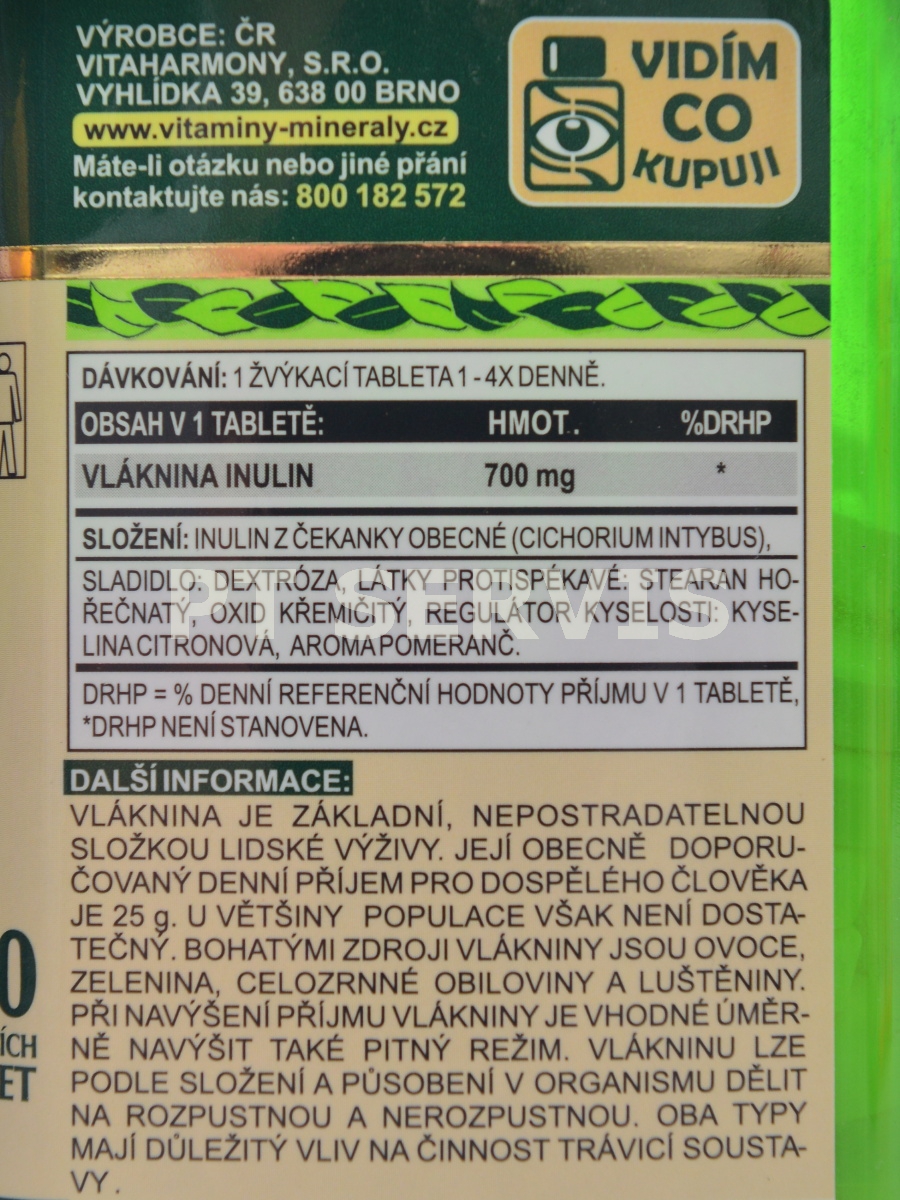 VÝROBCE: ČR
VITAHARMONY, S.R.O.
VYHLÍDKA 39, 638 00 BRNO
www.vitaminy-mineraly.cz
Máte-li otázku nebo jiné přání
kontaktujte nás: 800 182 572
VIDÍM
CO
KUPUJI
DÁVKOVÁNÍ: 1 ŽVÝKACÍ TABLETA 1 - 4X DENNĚ.
OBSAH V 1 TABLETĚ: HMOT. %DRHP
VLÁKNINA INULIN 700 mg *
SLOŽENÍ: INULIN Z ČEKANKY OBECNÉ (CICHORIUM INTYBUS),
SLADIDLO: DEXTRÓZA, LÁTKY PROTISPÉKAVÉ: STEARAN HO-
ŘEČNATÝ, OXID KŘEMIČITÝ, REGULÁTOR KYSELOSTI: KYSE-
LINA CITRONOVÁ, AROMA POMERANČ.
PT SERVIS
DRHP = % DENNÍ REFERENČNÍ HODNOTY PŘÍJMU V 1 TABLETĚ,
*DRHP NENÍ STANOVENA.
DALŠÍ INFORMACE:
VLÁKNINA JE ZÁKLADNÍ, NEPOSTRADATELNOU
SLOŽKOU LIDSKÉ VÝŽIVY. JEJÍ OBECNĚ DOPORU-
ČOVANÝ DENNÍ PŘÍJEM PRO DOSPĚLÉHO ČLOVĚKA
JE 25 g. U VĚTŠINY POPULACE VŠAK NENÍ DOSTA-
TEČNÝ. BOHATÝMI ZDROJI VLÁKNINY JSOU OVOCE,
ZELENINA, CELOZRNNÉ OBILOVINY A LUŠTĚNINY.
PŘI NAVÝŠENÍ PŘÍJMU VLÁKNINY JE VHODNÉ ÚMĚR-
NĚ NAVÝŠIT TAKÉ PITNÝ REŽIM. VLÁKNINU LZE
PODLE SLOŽENÍ A PŮSOBENÍ V ORGANISMU DĚLIT
NA ROZPUSTNOU A NEROZPUSTNOU. OBA TYPY
MAJÍ DŮLEŽITÝ VLIV NA ČINNOST TRÁVICÍ SOUSTA-
VY.